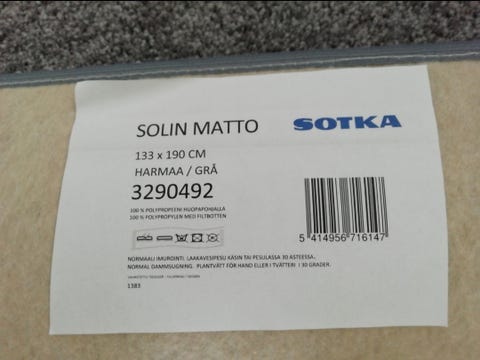 SOLIN MATTO
SOTKA
133 x 190 CM
HARMAA / GRÅ
3290492
100 % POLYPROPEENI HUOPAPOHJALLA
100 % POLYPROPYLEN MED FILTBOTTEN
5 414956 716147
NORMAALI IMUROINTI. LAAKAVESIPESU KÄSIN TAI PESULASSA 30 ASTEESSA.
NORMAL DAMMSUGNING. PLANTVÄTT FÖR HAND ELLER I TVÄTTERI I 30 GRADER.
1383